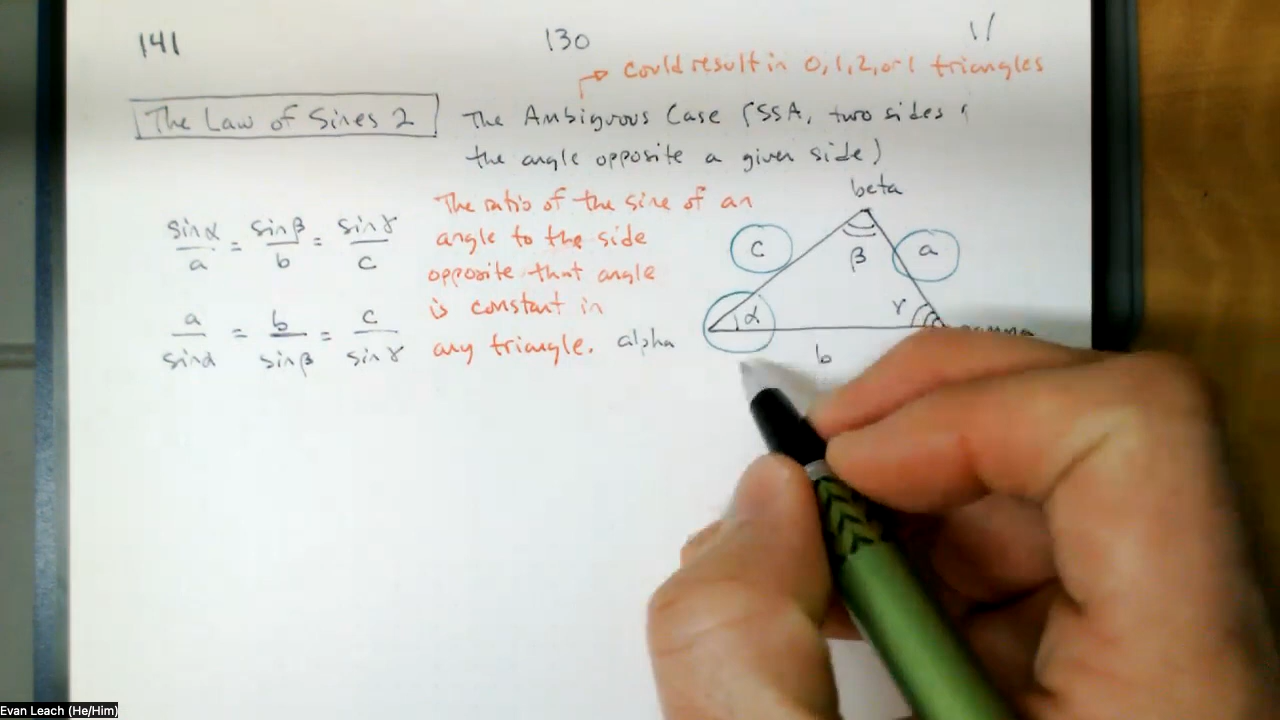 141 130 11
could result in 0, 1, 2, or 1 triangles
The Law of Sines 2
The Ambiguous Case (SSA, two sides &
the angle opposite a given side)
sinα/a = sinβ/b = sinγ/c
a/sinα = b/sinβ = c/sinγ
The ratio of the sine of an
angle to the side
opposite that angle
is constant in
any triangle.
beta
c β a
α γ
alpha
b
Evan Leach (He/Him)